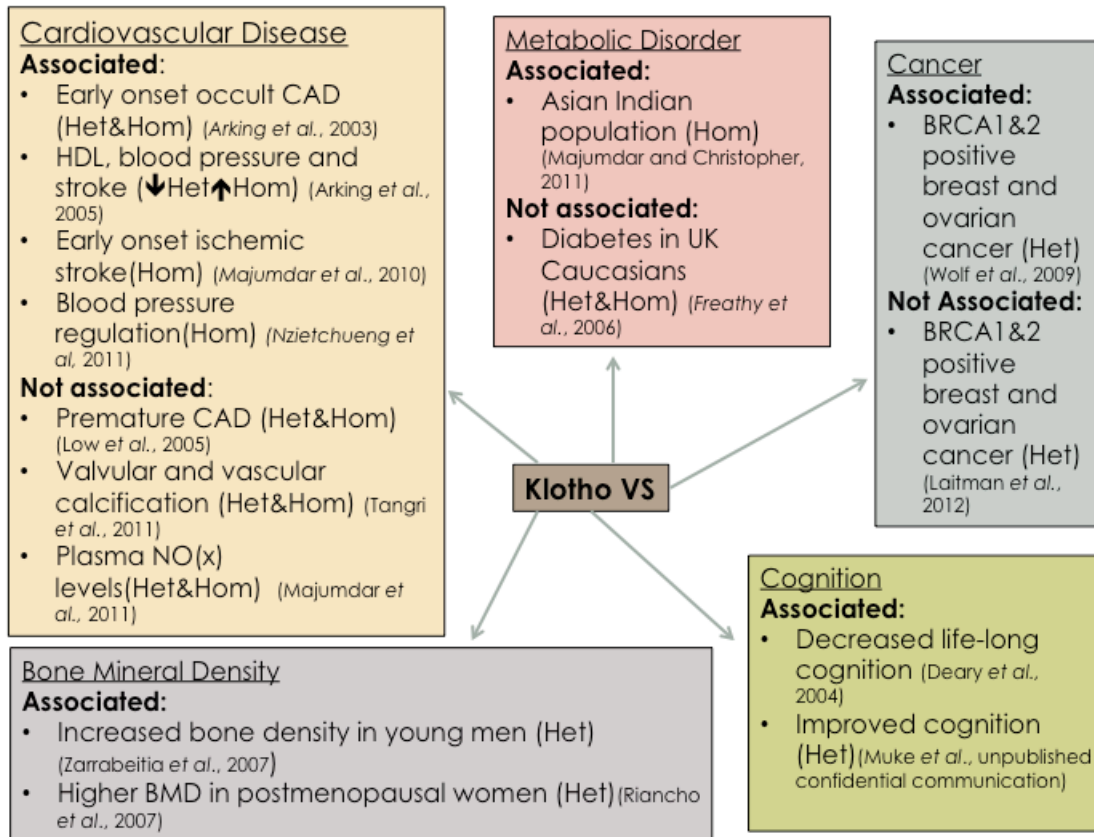 Cardiovascular Disease
Associated:
• Early onset occult CAD
(Het&Hom) (Arking et al., 2003)
• HDL, blood pressure and
stroke (🡻Het🡹Hom) (Arking et al.,
2005)
• Early onset ischemic
stroke(Hom) (Majumdar et al., 2010)
• Blood pressure
regulation(Hom) (Nzietchueng et
al, 2011)
Not associated:
• Premature CAD (Het&Hom)
(Low et al., 2005)
• Valvular and vascular
calcification (Het&Hom) (Tangri
et al., 2011)
• Plasma NO(x)
levels(Het&Hom) (Majumdar et
al., 2011)
Metabolic Disorder
Associated:
• Asian Indian
population (Hom)
(Majumdar and Christopher,
2011)
Not associated:
• Diabetes in UK
Caucasians
(Het&Hom) (Freathy et
al., 2006)
Cancer
Associated:
• BRCA1&2
positive
breast and
ovarian
cancer (Het)
(Wolf et al., 2009)
Not Associated:
• BRCA1&2
positive
breast and
ovarian
cancer (Het)
(Laitman et al.,
2012)
Klotho VS
Bone Mineral Density
Associated:
• Increased bone density in young men (Het)
(Zarrabeitia et al., 2007)
• Higher BMD in postmenopausal women (Het)(Riancho
et al., 2007)
Cognition
Associated:
• Decreased life-long
cognition (Deary et al.,
2004)
• Improved cognition
(Het)(Muke et al., unpublished
confidential communication)